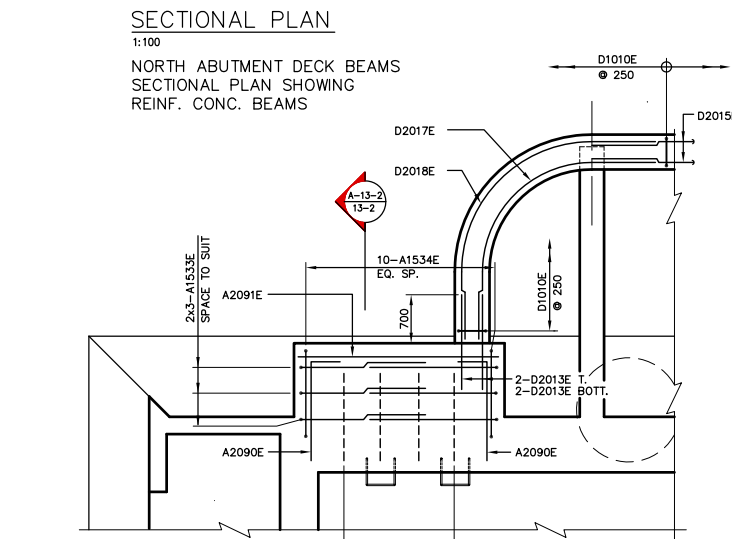 SECTIONAL PLAN
1:100
NORTH ABUTMENT DECK BEAMS
SECTIONAL PLAN SHOWING
REINF. CONC. BEAMS
D1010E
@ 250
D2015
D2017E
D2018E
A-13-2
13-2
2x3-A1533E
SPACE TO SUIT
10-A1534E
EQ. SP.
A2091E
700
D1010E
@ 250
2-D2013E T.
2-D2013E BOTT.
A2090E
A2090E